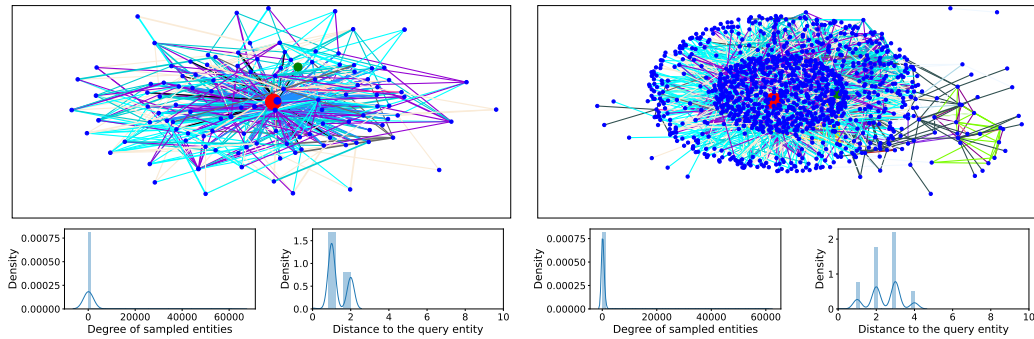 0.00075
0.00050
0.00025
0.00000
Density
0 20000 40000 60000
Degree of sampled entities
1.5
1.0
0.5
0.0
Density
0 2 4 6 8 10
Distance to the query entity
0.00075
0.00050
0.00025
0.00000
Density
0 20000 40000 60000
Degree of sampled entities
2
1
0
Density
0 2 4 6 8 10
Distance to the query entity